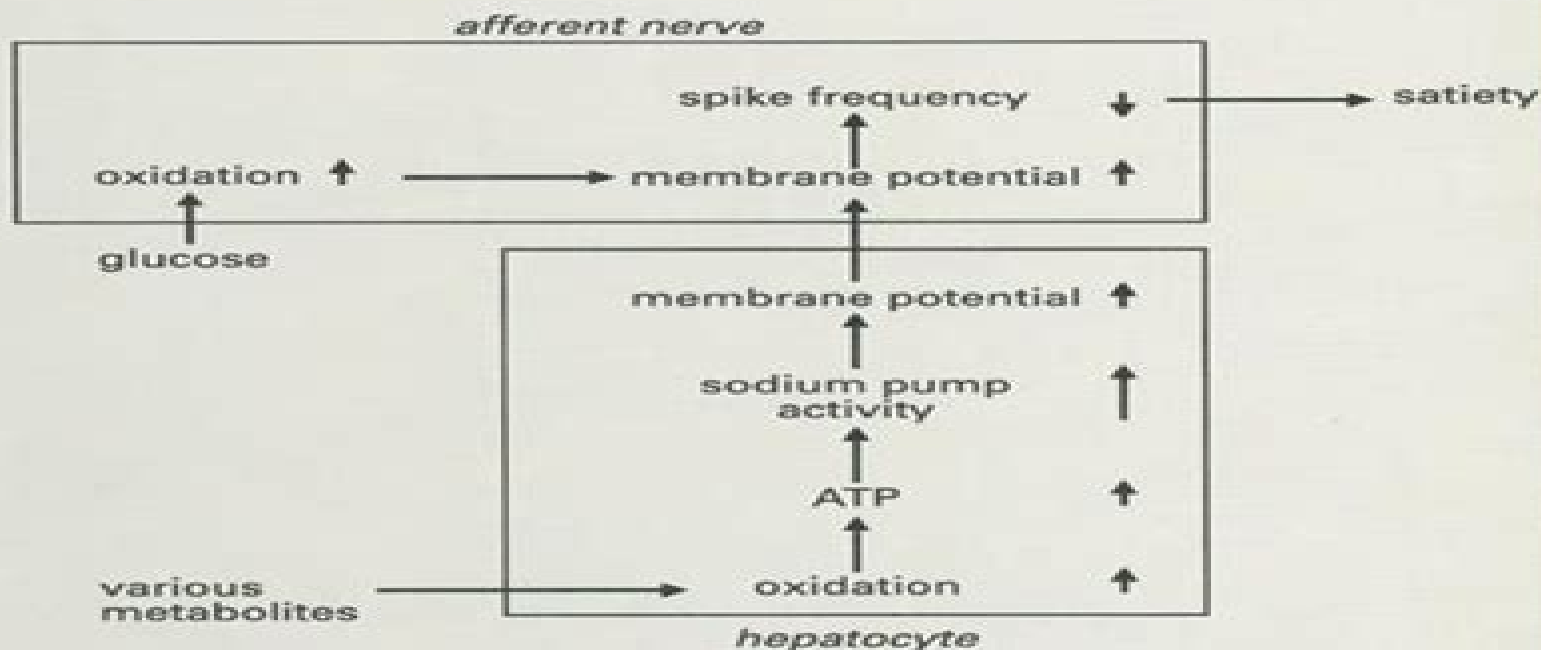 afferent nerve
spike frequency
satiety
oxidation
membrane potential
glucose
membrane potential
sodium pump
activity
ATP
various
metabolites
oxidation
hepatocyte